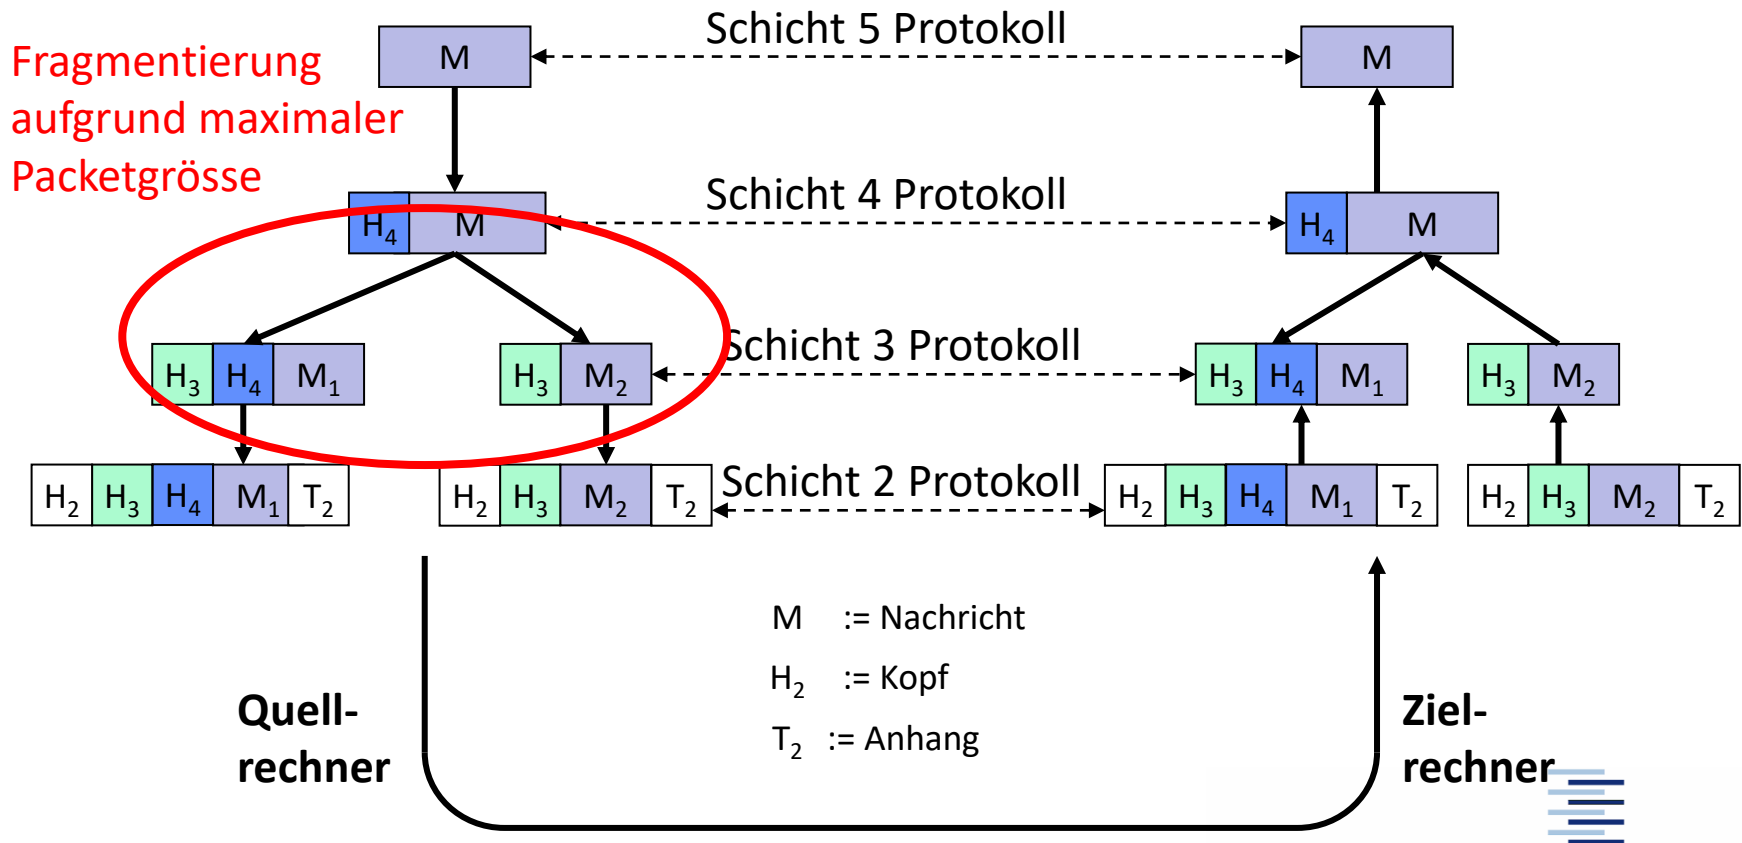 Fragmentierung
aufgrund maximaler
Packetgrösse
M
Schicht 5 Protokoll
M
H4 M
Schicht 4 Protokoll
H4 M
H3 H4 M1
H3 M2
Schicht 3 Protokoll
H3 H4 M1
H3 M2
H2 H3 H4 M1 T2
H2 H3 M2 T2
Schicht 2 Protokoll
H2 H3 H4 M1 T2
H2 H3 M2 T2
M := Nachricht
H2 := Kopf
T2 := Anhang
Quell-
rechner
Ziel-
rechner